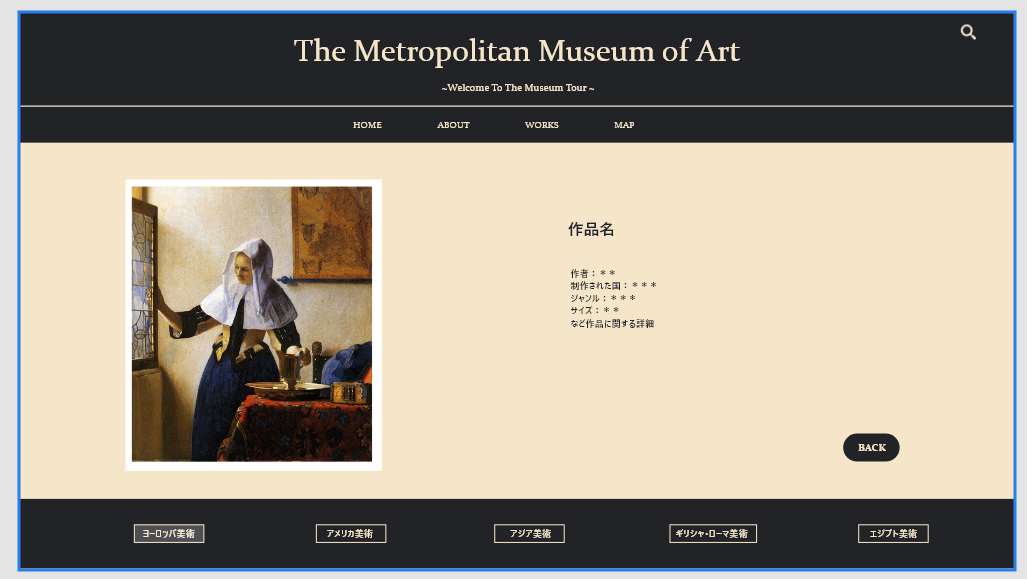 The Metropolitan Museum of Art
~Welcome To The Museum Tour ~
HOME ABOUT WORKS MAP
作品名
作者：＊＊
制作された国：＊＊＊
ジャンル：＊＊＊
サイズ：＊＊
など作品に関する詳細
BACK
ヨーロッパ美術 アメリカ美術 アジア美術 ギリシャ・ローマ美術 エジプト美術